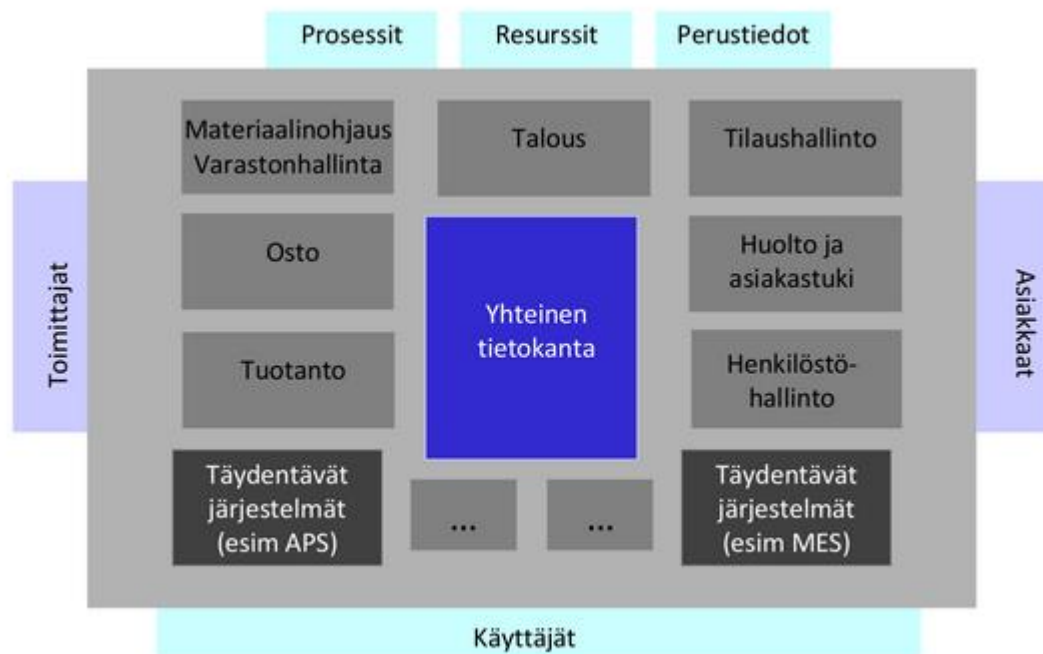 Prosessit
Resurssit
Perustiedot
Materiaalinohjaus
Varastonhallinta
Talous
Tilaushallinto
Toimittajat
Osto
Yhteinen
tietokanta
Huolto ja
asiakastuki
Asiakkaat
Tuotanto
Henkilöstö-
hallinto
Täydentävät
järjestelmät
(esim APS)
...
...
Täydentävät
järjestelmät
(esim MES)
Käyttäjät